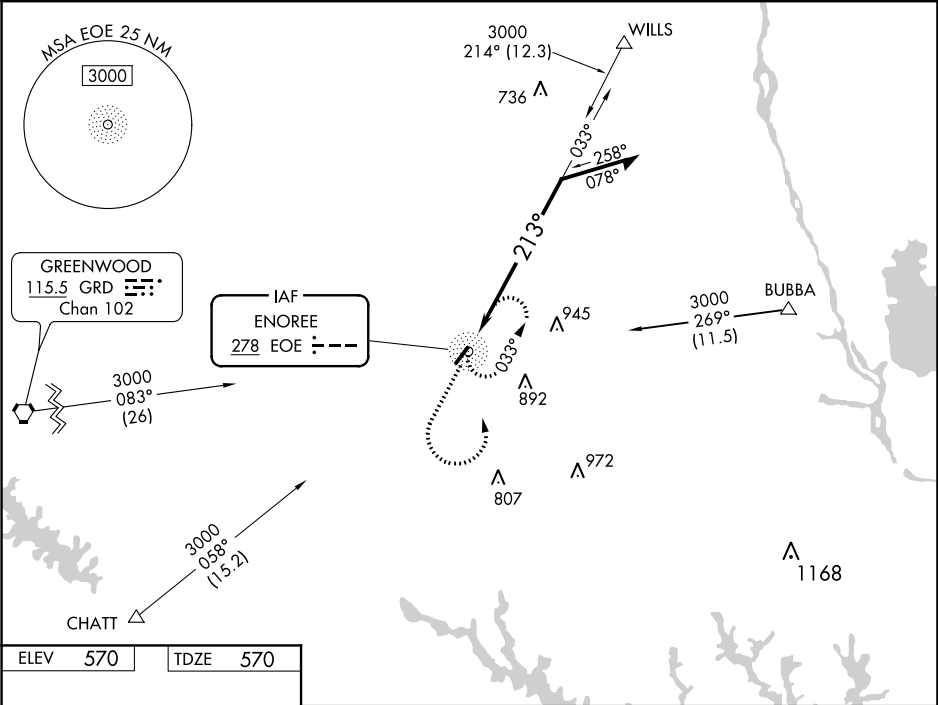 MSA EOE 25 NM
3000
3000
214° (12.3)
WILLS
736
033°
258°
078°
213°
GREENWOOD
115.5 GRD
Chan 102
IAF
ENOREE
278 EOE
945
033°
892
3000
269°
(11.5)
BUBBA
3000
083°
(26)
807
972
3000
058°
(15.2)
CHATT
1168
ELEV 570
TDZE 570